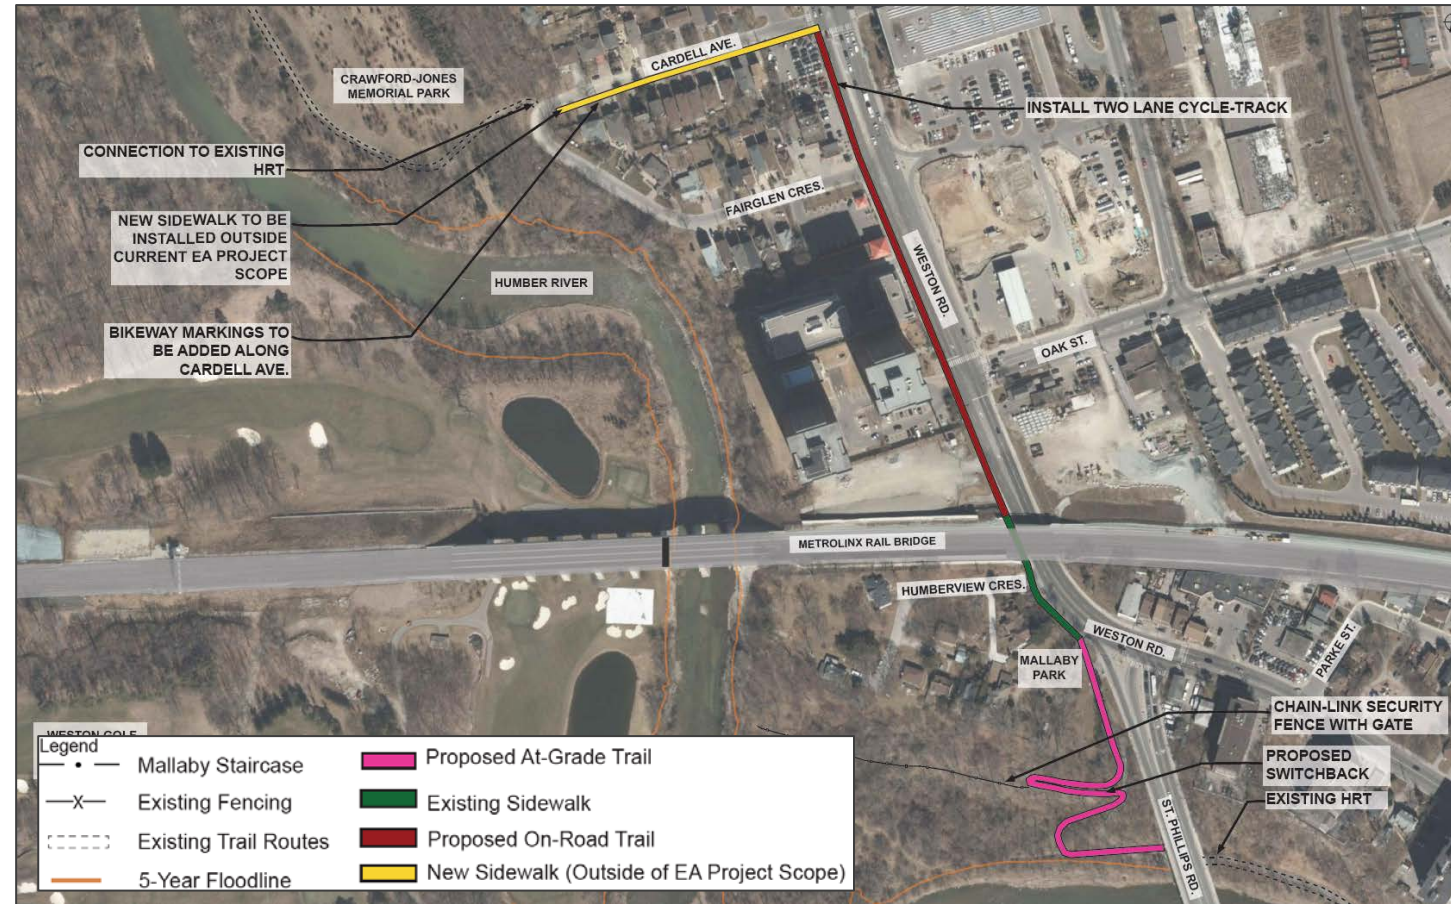 CARDELL AVE.
CRAWFORD-JONES
MEMORIAL PARK
INSTALL TWO LANE CYCLE-TRACK
CONNECTION TO EXISTING
HRT
FAIRGLEN CRES.
NEW SIDEWALK TO BE
INSTALLED OUTSIDE
CURRENT EA PROJECT
SCOPE
WESTON RD.
HUMBER RIVER
BIKEWAY MARKINGS TO
BE ADDED ALONG
CARDELL AVE.
OAK ST.
METROLINX RAIL BRIDGE
HUMBERVIEW CRES.
WESTON RD.
PARKE ST.
MALLABY
PARK
CHAIN-LINK SECURITY
FENCE WITH GATE
PROPOSED
SWITCHBACK
EXISTING HRT
ST. PHILLIPS RD.
WESTON GOLF
Legend
Mallaby Staircase
X
Existing Fencing
Existing Trail Routes
5-Year Floodline
Proposed At-Grade Trail
Existing Sidewalk
Proposed On-Road Trail
New Sidewalk (Outside of EA Project Scope)